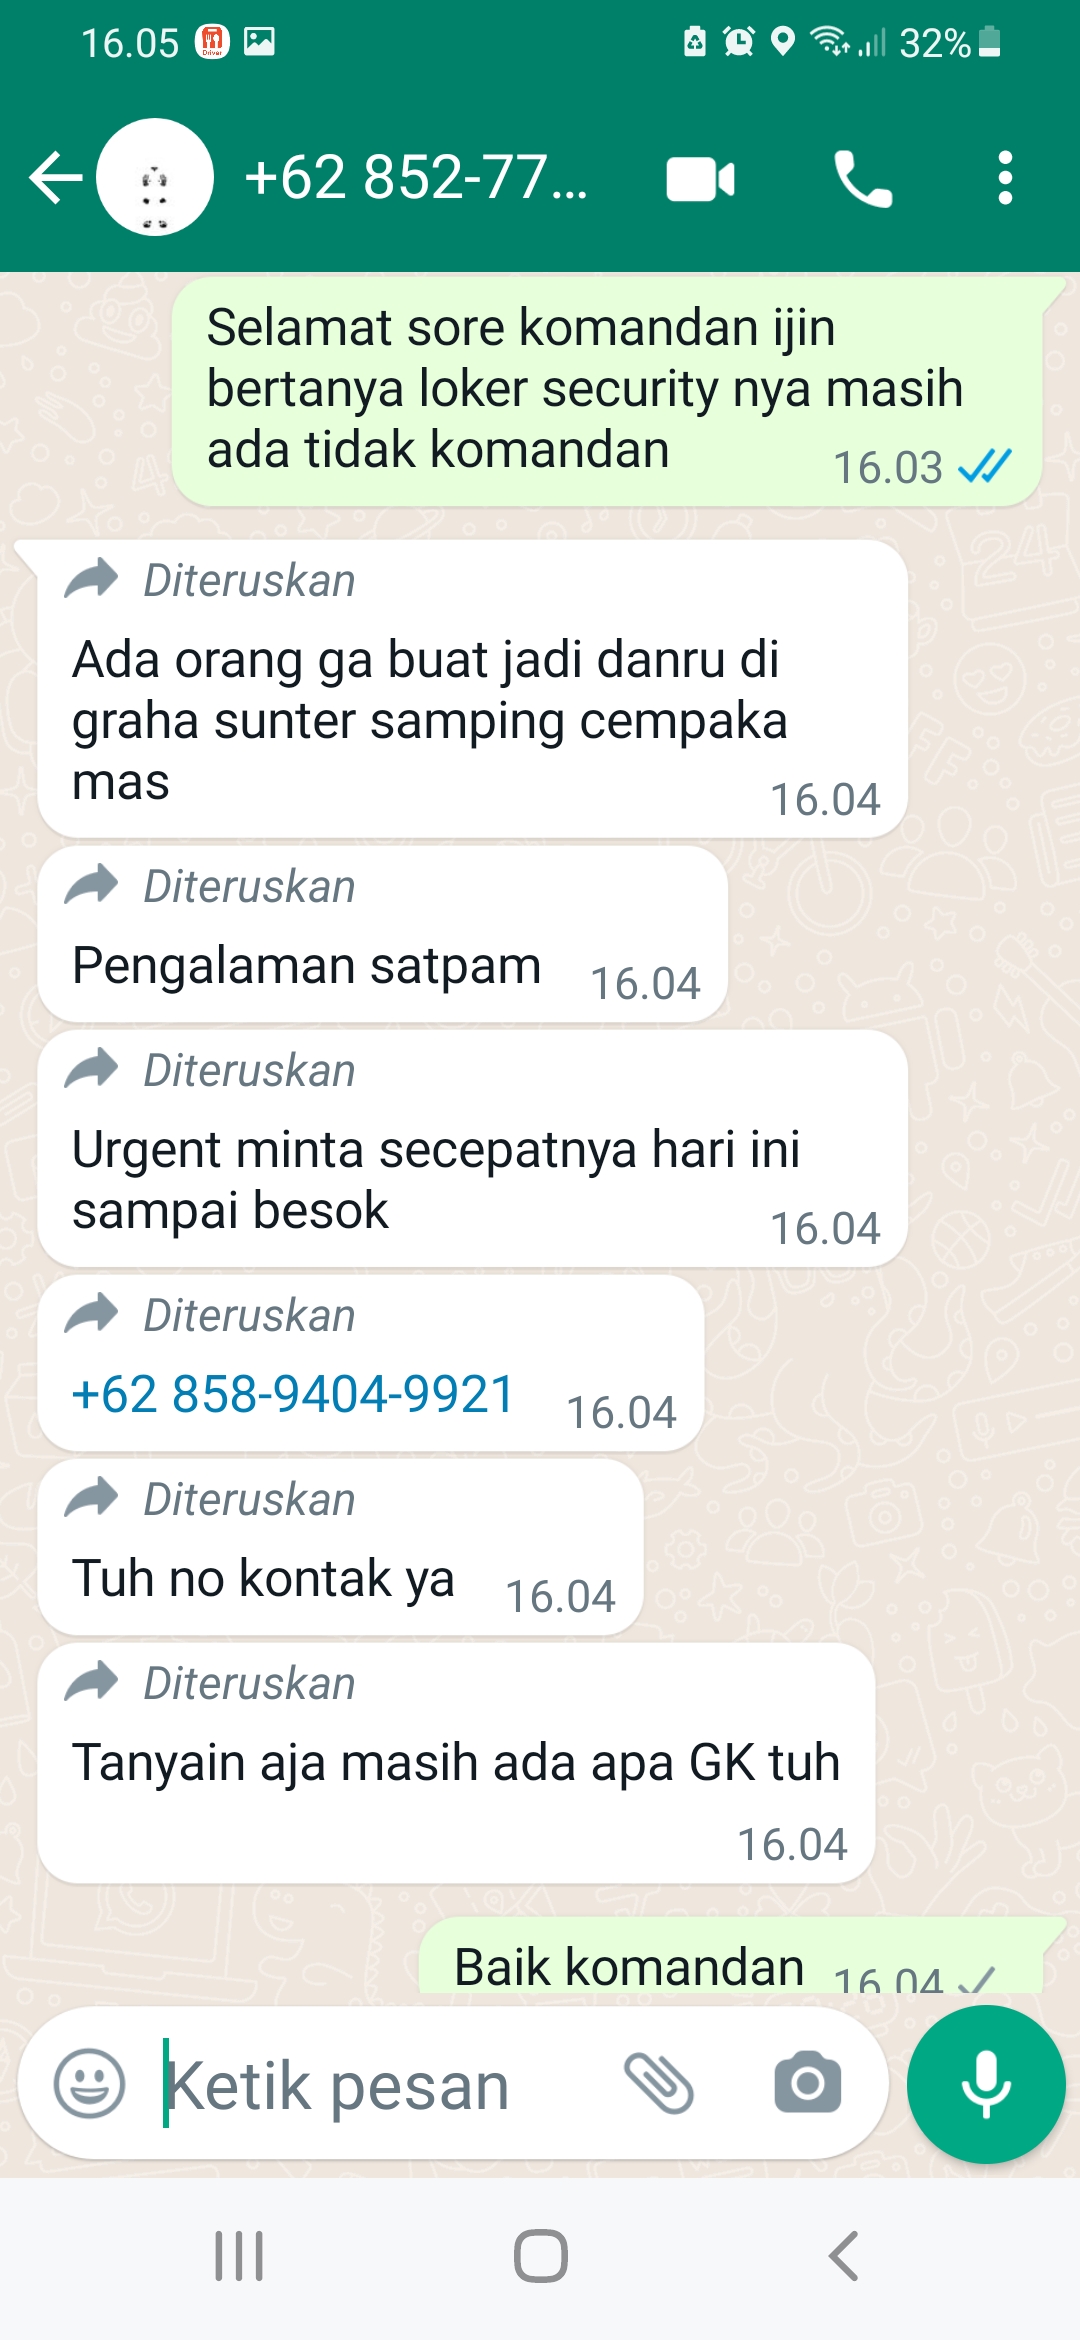 16.05
Driver
32%
+62 852-77...
Selamat sore komandan ijin
bertanya loker security nya masih
ada tidak komandan
16.03
Diteruskan
Ada orang ga buat jadi danru di
graha sunter samping cempaka
mas
16.04
Diteruskan
Pengalaman satpam
16.04
Diteruskan
Urgent minta secepatnya hari ini
sampai besok
16.04
Diteruskan
+62 858-9404-9921
16.04
Diteruskan
Tuh no kontak ya
16.04
Diteruskan
Tanyain aja masih ada apa GK tuh
16.04
Baik komandan
16.04
Ketik pesan